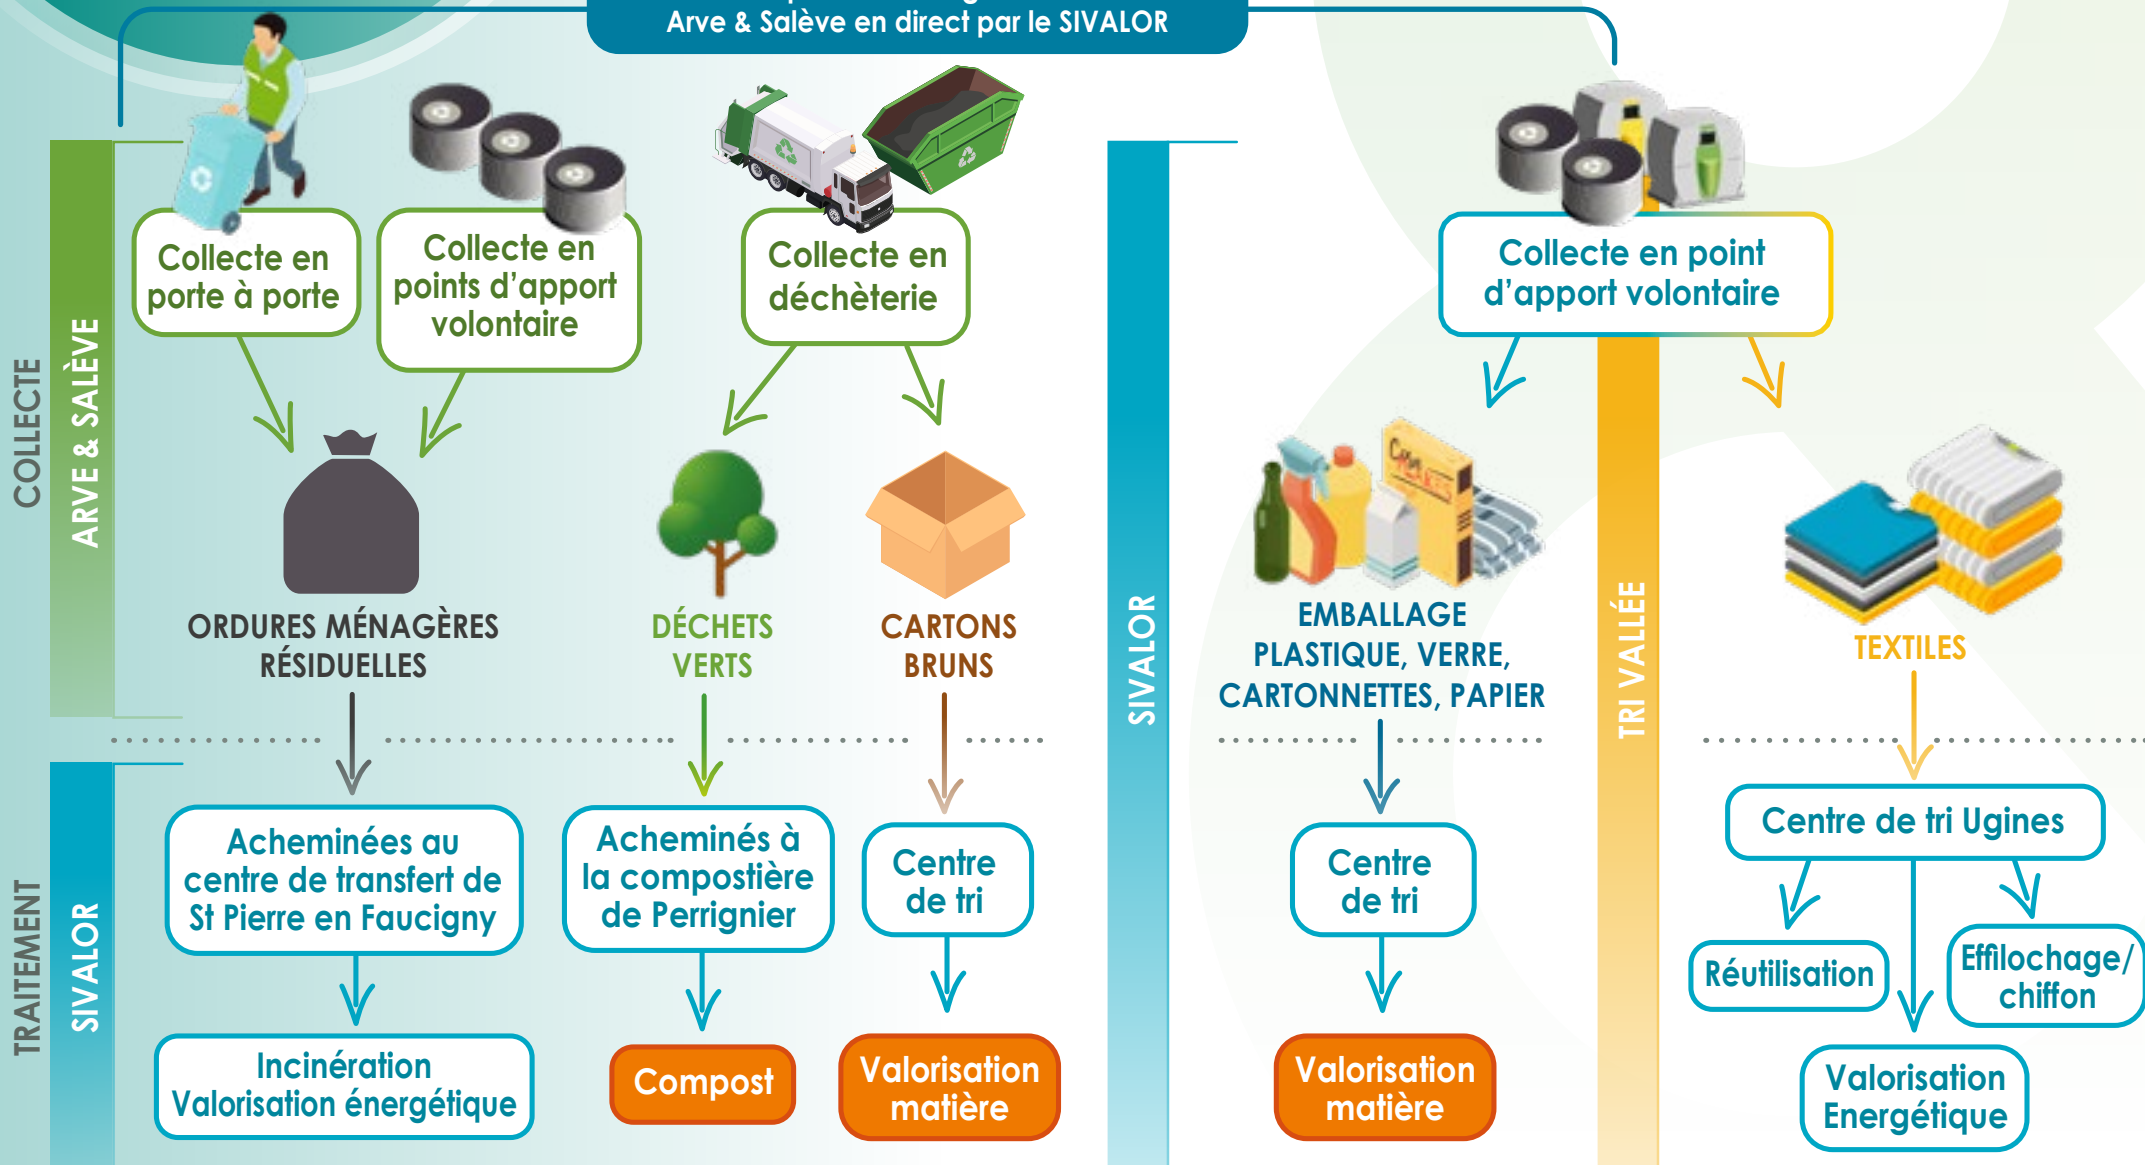 Arve & Salève en direct par le SIVALOR
COLLECTE
ARVE & SALÈVE
Collecte en
porte à porte
Collecte en
points d'apport
volontaire
Collecte en
déchèterie
ORDURES MÉNAGÈRES
RÉSIDUELLES
DÉCHETS
VERTS
CARTONS
BRUNS
TRAITEMENT
SIVALOR
Acheminées au
centre de transfert de
St Pierre en Faucigny
Incinération
Valorisation énergétique
Acheminés à
la compostière
de Perrignier
Compost
Centre
de tri
Valorisation
matière
SIVALOR
Collecte en point
d'apport volontaire
EMBALLAGE
PLASTIQUE, VERRE,
CARTONNETTES, PAPIER
Centre
de tri
Valorisation
matière
TRI VALLÉE
TEXTILES
Centre de tri Ugines
Réutilisation
Effilochage/
chiffon
Valorisation
Energétique